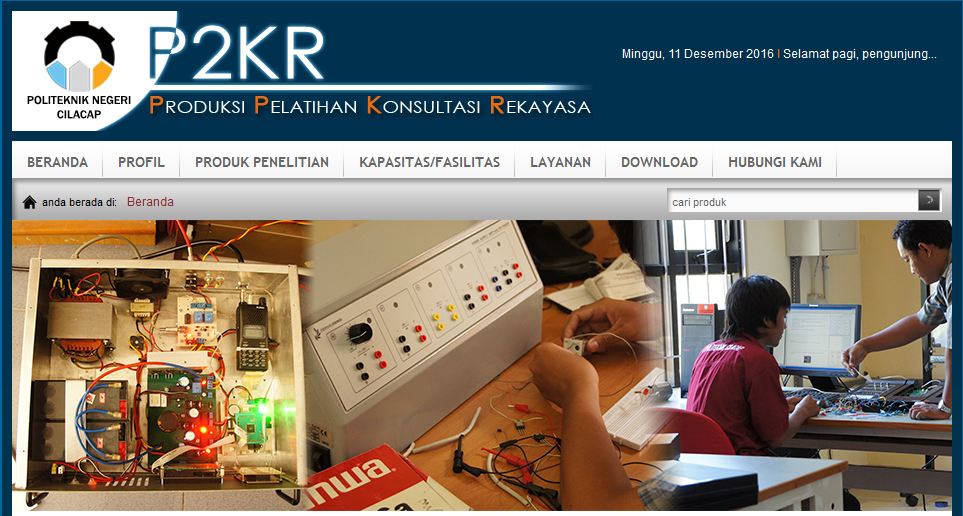 POLITEKNIK NEGERI
CILACAP
P2KR
PRODUKSI PELATIHAN KONSULTASI REKAYASA
Minggu, 11 Desember 2016 | Selamat pagi, pengunjung...
BERANDA
PROFIL
PRODUK PENELITIAN
KAPASITAS/FASILITAS
LAYANAN
DOWNLOAD
HUBUNGI KAMI
anda berada di: Beranda
cari produk